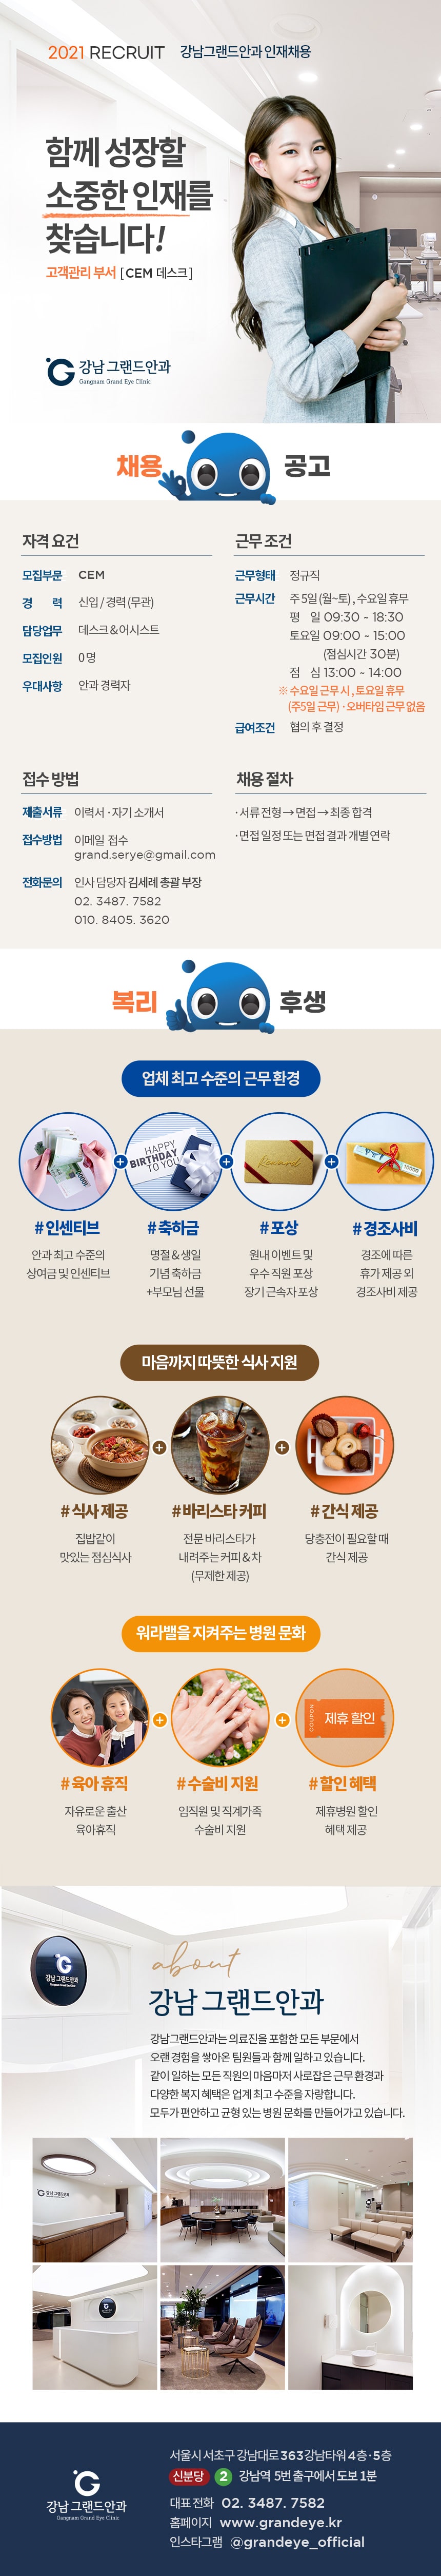 2021 RECRUIT 강남그랜드안과 인재채용
함께 성장할
소중한 인재를
찾습니다!
고객관리 부서 [ CEM 데스크 ]
강남 그랜드안과
Gangnam Grand Eye Clinic
채용 공고
자격 요건
모집부문 CEM
경 력 신입 / 경력 (무관)
담당업무 데스크 & 어시스트
모집인원 0 명
우대사항 안과 경력자
근무 조건
근무형태 정규직
근무시간 주 5일 (월~토) , 수요일 휴무
평 일 09:30 - 18:30
토요일 09:00 - 15:00
(점심시간 30분)
점 심 13:00 - 14:00
※ 수요일 근무 시 , 토요일 휴무
(주5일 근무) · 오버타임 근무 없음
급여조건 협의 후 결정
접수 방법
제출서류 이력서 · 자기 소개서
접수방법 이메일 접수
grand.serye@gmail.com
전화문의 인사 담당자 김세례 총괄 부장
02. 3487. 7582
010. 8405. 3620
채용 절차
· 서류 전형 → 면접 → 최종 합격
· 면접 일정 또는 면접 결과 개별 연락
복리 후생
업체 최고 수준의 근무 환경
HAPPY
BIRTHDAY
TO YOU
Reward
# 인센티브
안과 최고 수준의
상여금 및 인센티브
# 축하금
명절 & 생일
기념 축하금
+부모님 선물
# 포상
원내 이벤트 및
우수 직원 포상
장기 근속자 포상
# 경조사비
경조에 따른
휴가 제공 외
경조사비 제공
마음까지 따뜻한 식사 지원
# 식사 제공
집밥같이
맛있는 점심식사
# 바리스타 커피
전문 바리스타가
내려주는 커피 & 차
(무제한 제공)
# 간식 제공
당충전이 필요할 때
간식 제공
워라밸을 지켜주는 병원 문화
제휴 할인
# 육아 휴직
자유로운 출산
육아휴직
# 수술비 지원
임직원 및 직계가족
수술비 지원
# 할인 혜택
제휴병원 할인
혜택 제공
강남 그랜드안과
about
강남 그랜드안과
강남그랜드안과는 의료진을 포함한 모든 부문에서
오랜 경험을 쌓아온 팀원들과 함께 일하고 있습니다.
같이 일하는 모든 직원의 마음마저 사로잡은 근무 환경과
다양한 복지 혜택은 업계 최고 수준을 자랑합니다.
모두가 편안하고 균형 있는 병원 문화를 만들어가고 있습니다.
강남 그랜드안과
서울시 서초구 강남대로 363 강남타워 4층 · 5층
신분당 2 강남역 5번 출구에서 도보 1분
대표 전화 02. 3487. 7582
홈페이지 www.grandeye.kr
인스타그램 @grandeye_official
강남 그랜드안과
Gangnam Grand Eye Clinic